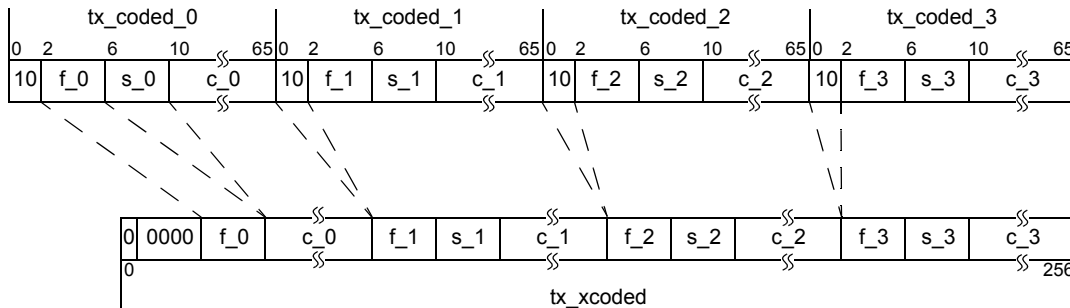 tx_coded_0 tx_coded_1 tx_coded_2 tx_coded_3
0 2 6 10 65 0 2 6 10 65 0 2 6 10 65 0 2 6 10 65
10 f_0 s_0 c_0 10 f_1 s_1 c_1 10 f_2 s_2 c_2 10 f_3 s_3 c_3
0 0000 f_0 c_0 f_1 s_1 c_1 f_2 s_2 c_2 f_3 s_3 c_3
0 256
tx_xcoded